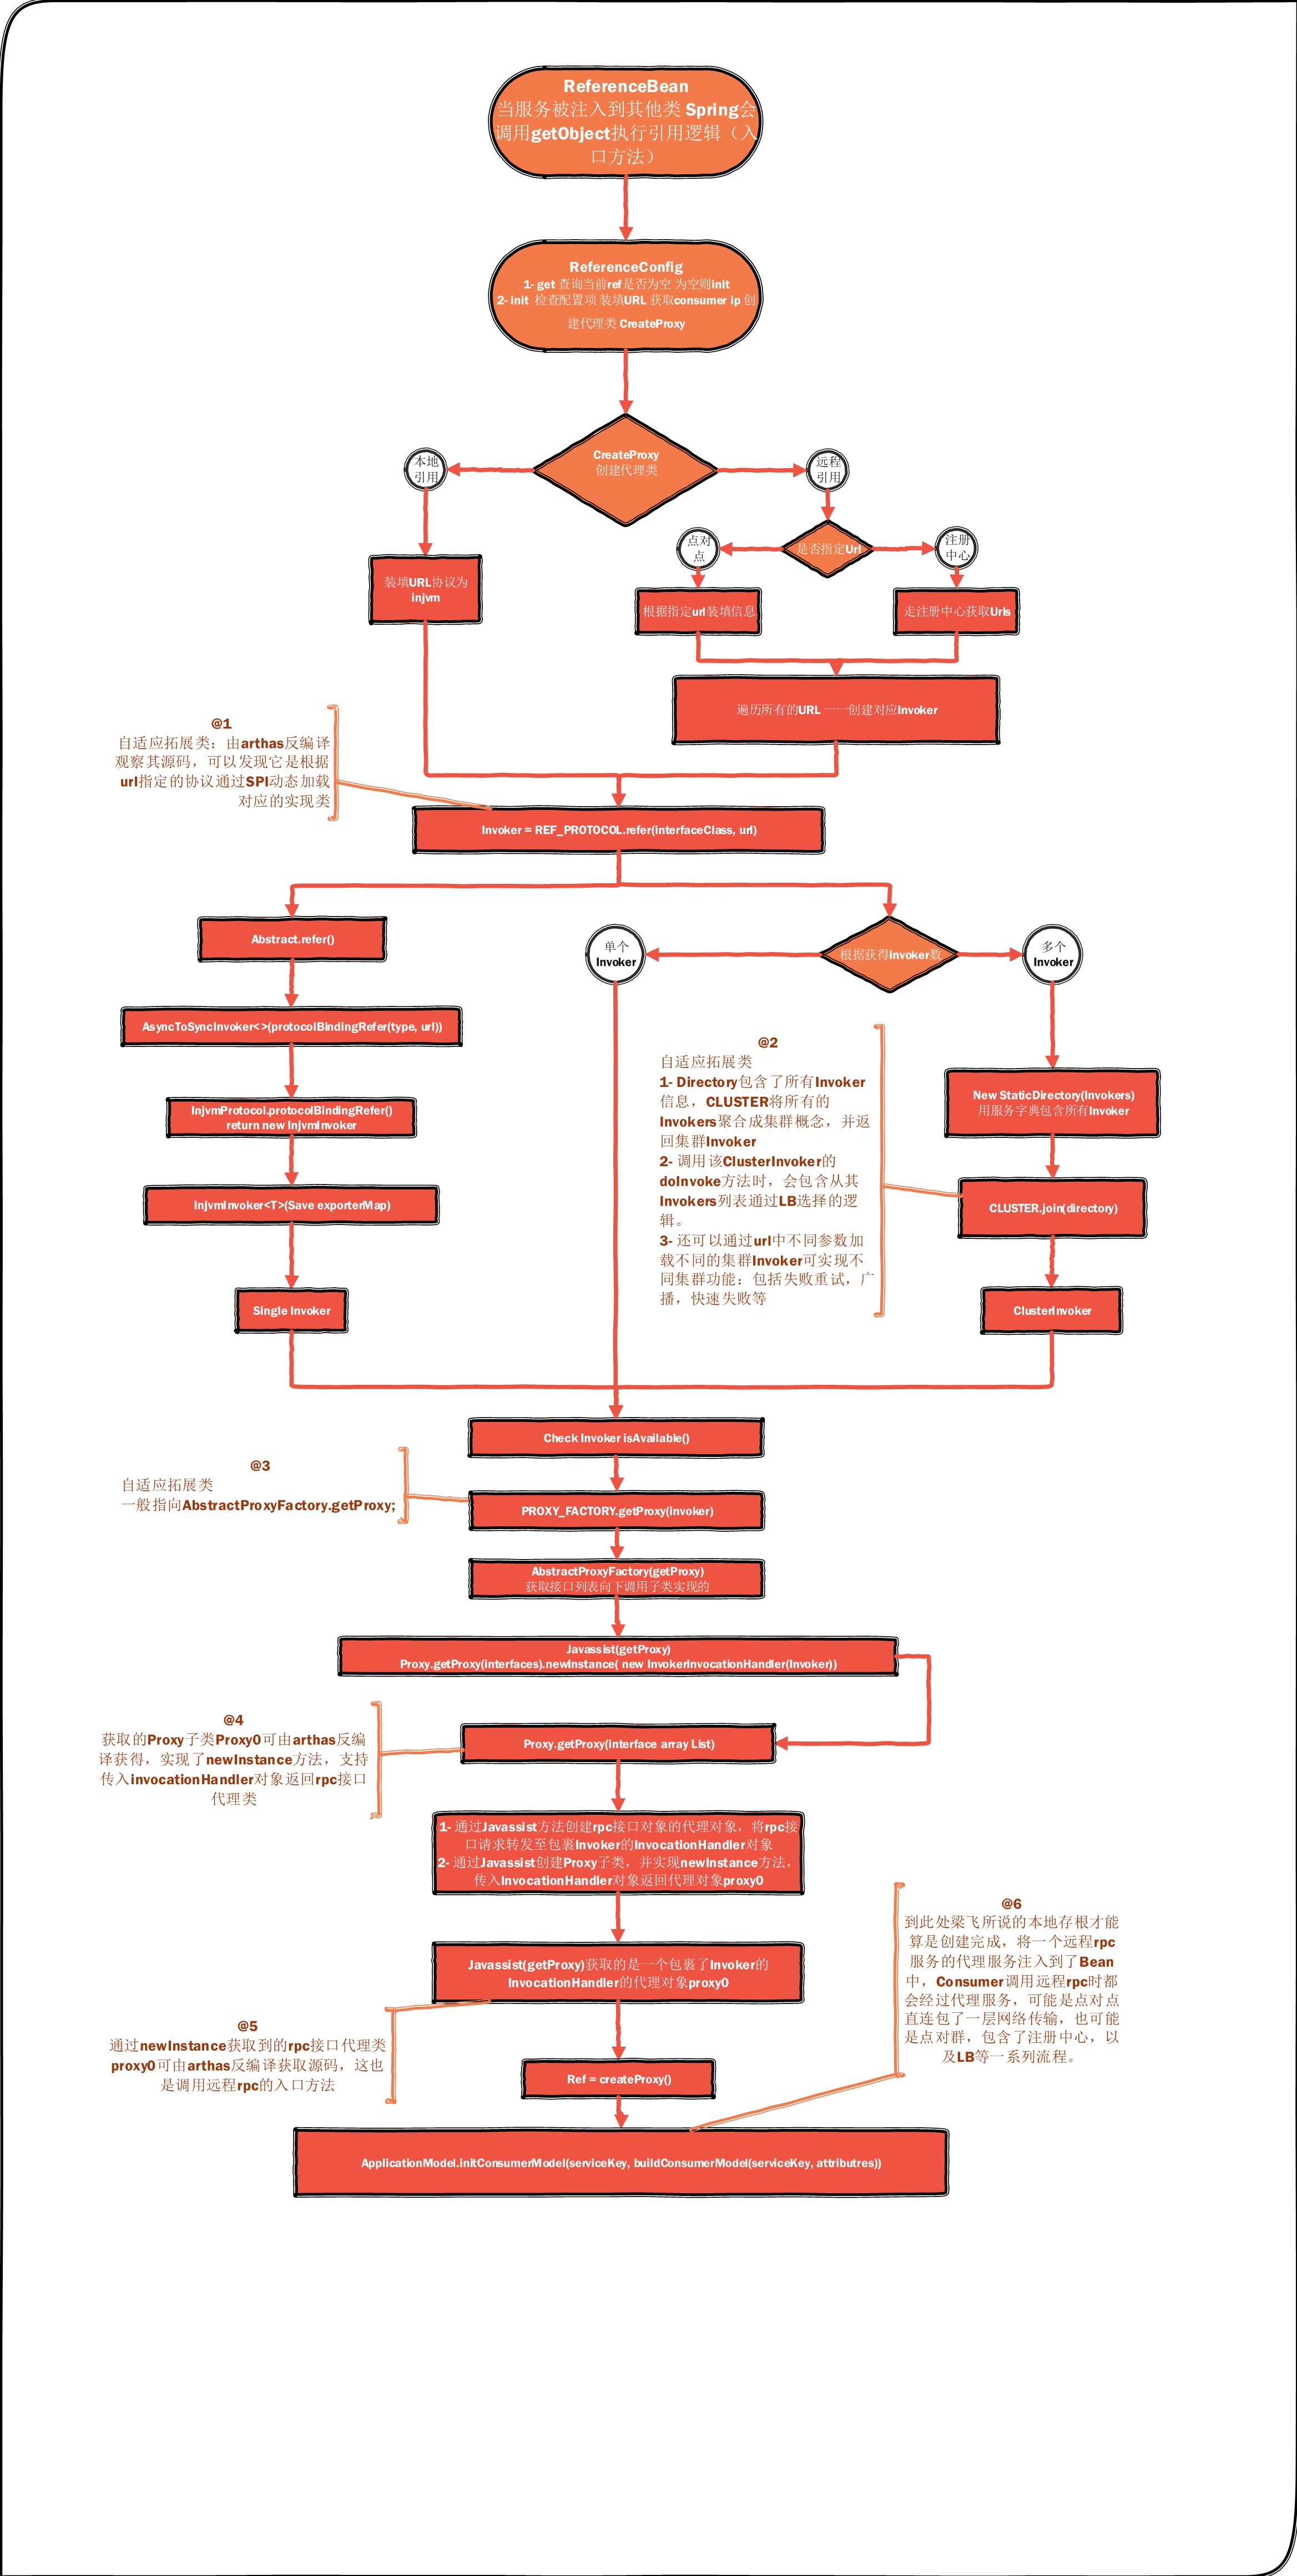 ReferenceBean
当服务被注入到其他类 Spring会
调用getObject执行引用逻辑（入
口方法）
ReferenceConfig
1- get 查询当前ref是否为空 为空则init
2- init 检查配置项 装填URL 获取consumer ip 创
建代理类 CreateProxy
CreateProxy
创建代理类
本地
引用
远程
引用
点对
点
是否指定Url
注册
中心
装填URL协议为
injvm
根据指定url装填信息
走注册中心获取Urls
遍历所有的URL 一一创建对应Invoker
@1
自适应拓展类：由arthas反编译
观察其源码，可以发现它是根据
url指定的协议通过SPI动态加载
对应的实现类
Invoker = REF_PROTOCOL.refer(interfaceClass, url)
Abstract.refer()
单个
Invoker
根据获得Invoker数
多个
Invoker
AsyncToSyncInvoker<>(protocolBindingRefer(type, url))
InjvmProtocol.protocolBindingRefer()
return new InjvmInvoker
InjvmInvoker<T>(Save exporterMap)
Single Invoker
@2
自适应拓展类
1- Directory包含了所有Invoker
信息，CLUSTER将所有的
Invokers聚合成集群概念，并返
回集群Invoker
2- 调用该ClusterInvoker的
doInvoke方法时，会包含从其
Invokers列表通过LB选择的逻
辑。
3- 还可以通过url中不同参数加
载不同的集群Invoker可实现不
同集群功能：包括失败重试，广
播，快速失败等
New StaticDirectory(Invokers)
用服务字典包含所有Invoker
CLUSTER.join(directory)
ClusterInvoker
Check Invoker isAvailable()
@3
自适应拓展类
一般指向AbstractProxyFactory.getProxy;
PROXY_FACTORY.getProxy(invoker)
AbstractProxyFactory(getProxy)
获取接口列表向下调用子类实现的
Javassist(getProxy)
Proxy.getProxy(interfaces).newInstance( new InvokerInvocationHandler(Invoker))
@4
获取的Proxy子类Proxy0可由arthas反编
译获得，实现了newInstance方法，支持
传入invocationHandler对象返回rpc接口
代理类
Proxy.getProxy(interface array List)
1- 通过Javassist方法创建rpc接口对象的代理对象，将rpc接
口请求转发至包裹Invoker的InvocationHandler对象
2- 通过Javassist创建Proxy子类，并实现newInstance方法，
传入InvocationHandler对象返回代理对象proxy0
Javassist(getProxy)获取的是一个包裹了Invoker的
InvocationHandler的代理对象proxy0
@5
通过newInstance获取到的rpc接口代理类
proxy0可由arthas反编译获取源码，这也
是调用远程rpc的入口方法
@6
到此处梁飞所说的本地存根才能
算是创建完成，将一个远程rpc
服务的代理服务注入到了Bean
中，Consumer调用远程rpc时都
会经过代理服务，可能是点对点
直连包了一层网络传输，也可能
是点对群，包含了注册中心，以
及LB等一系列流程。
Ref = createProxy()
ApplicationModel.initConsumerModel(serviceKey, buildConsumerModel(serviceKey, attributres))